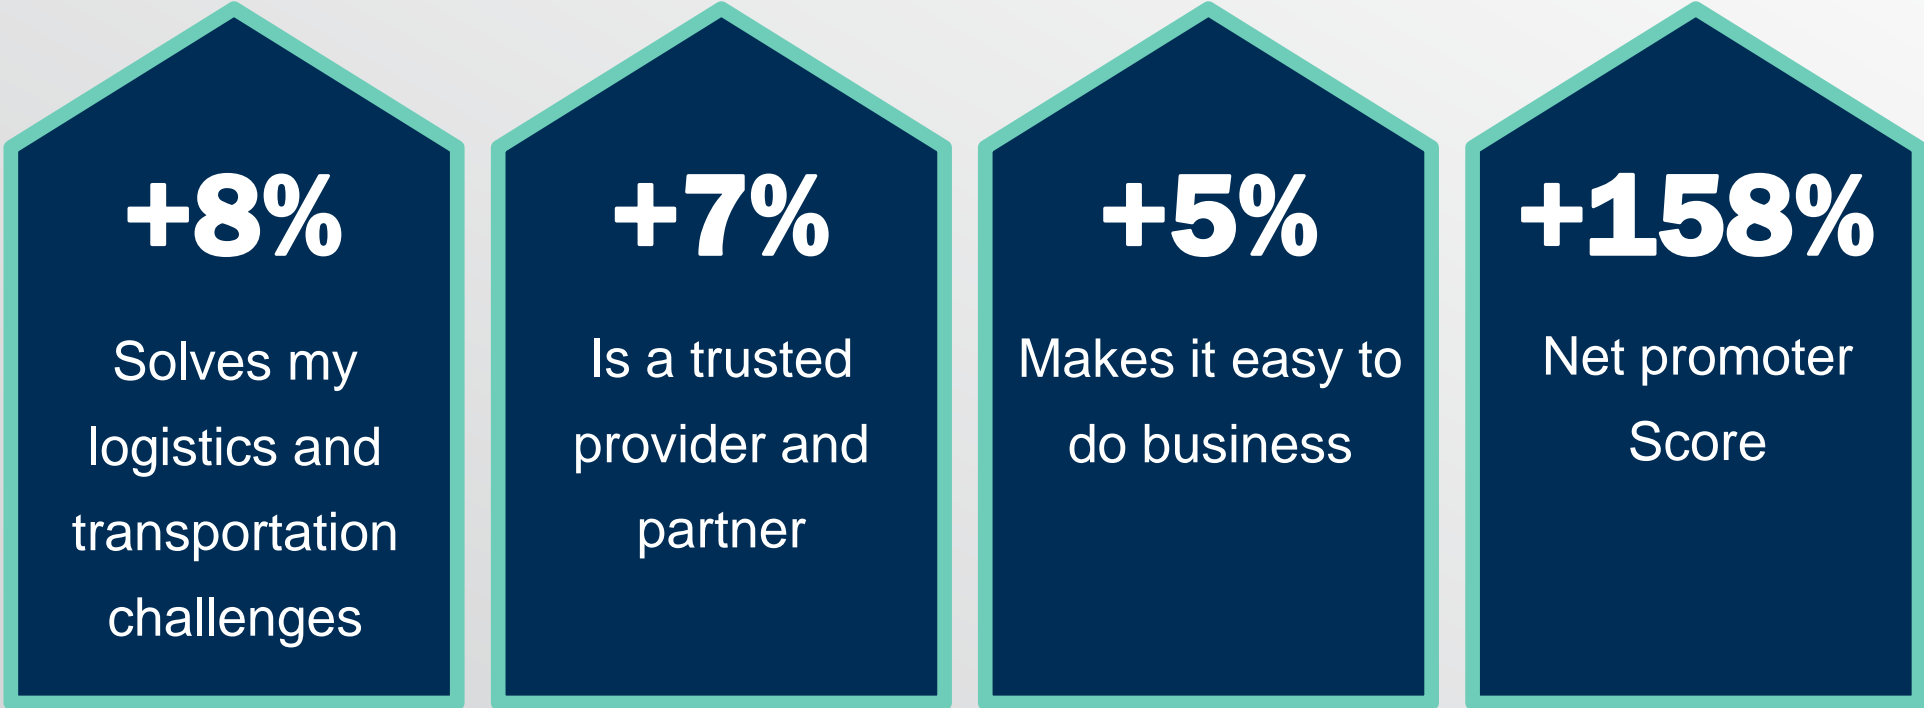 +8%
Solves my
logistics and
transportation
challenges
+7%
Is a trusted
provider and
partner
+5%
Makes it easy to
do business
+158%
Net promoter
Score